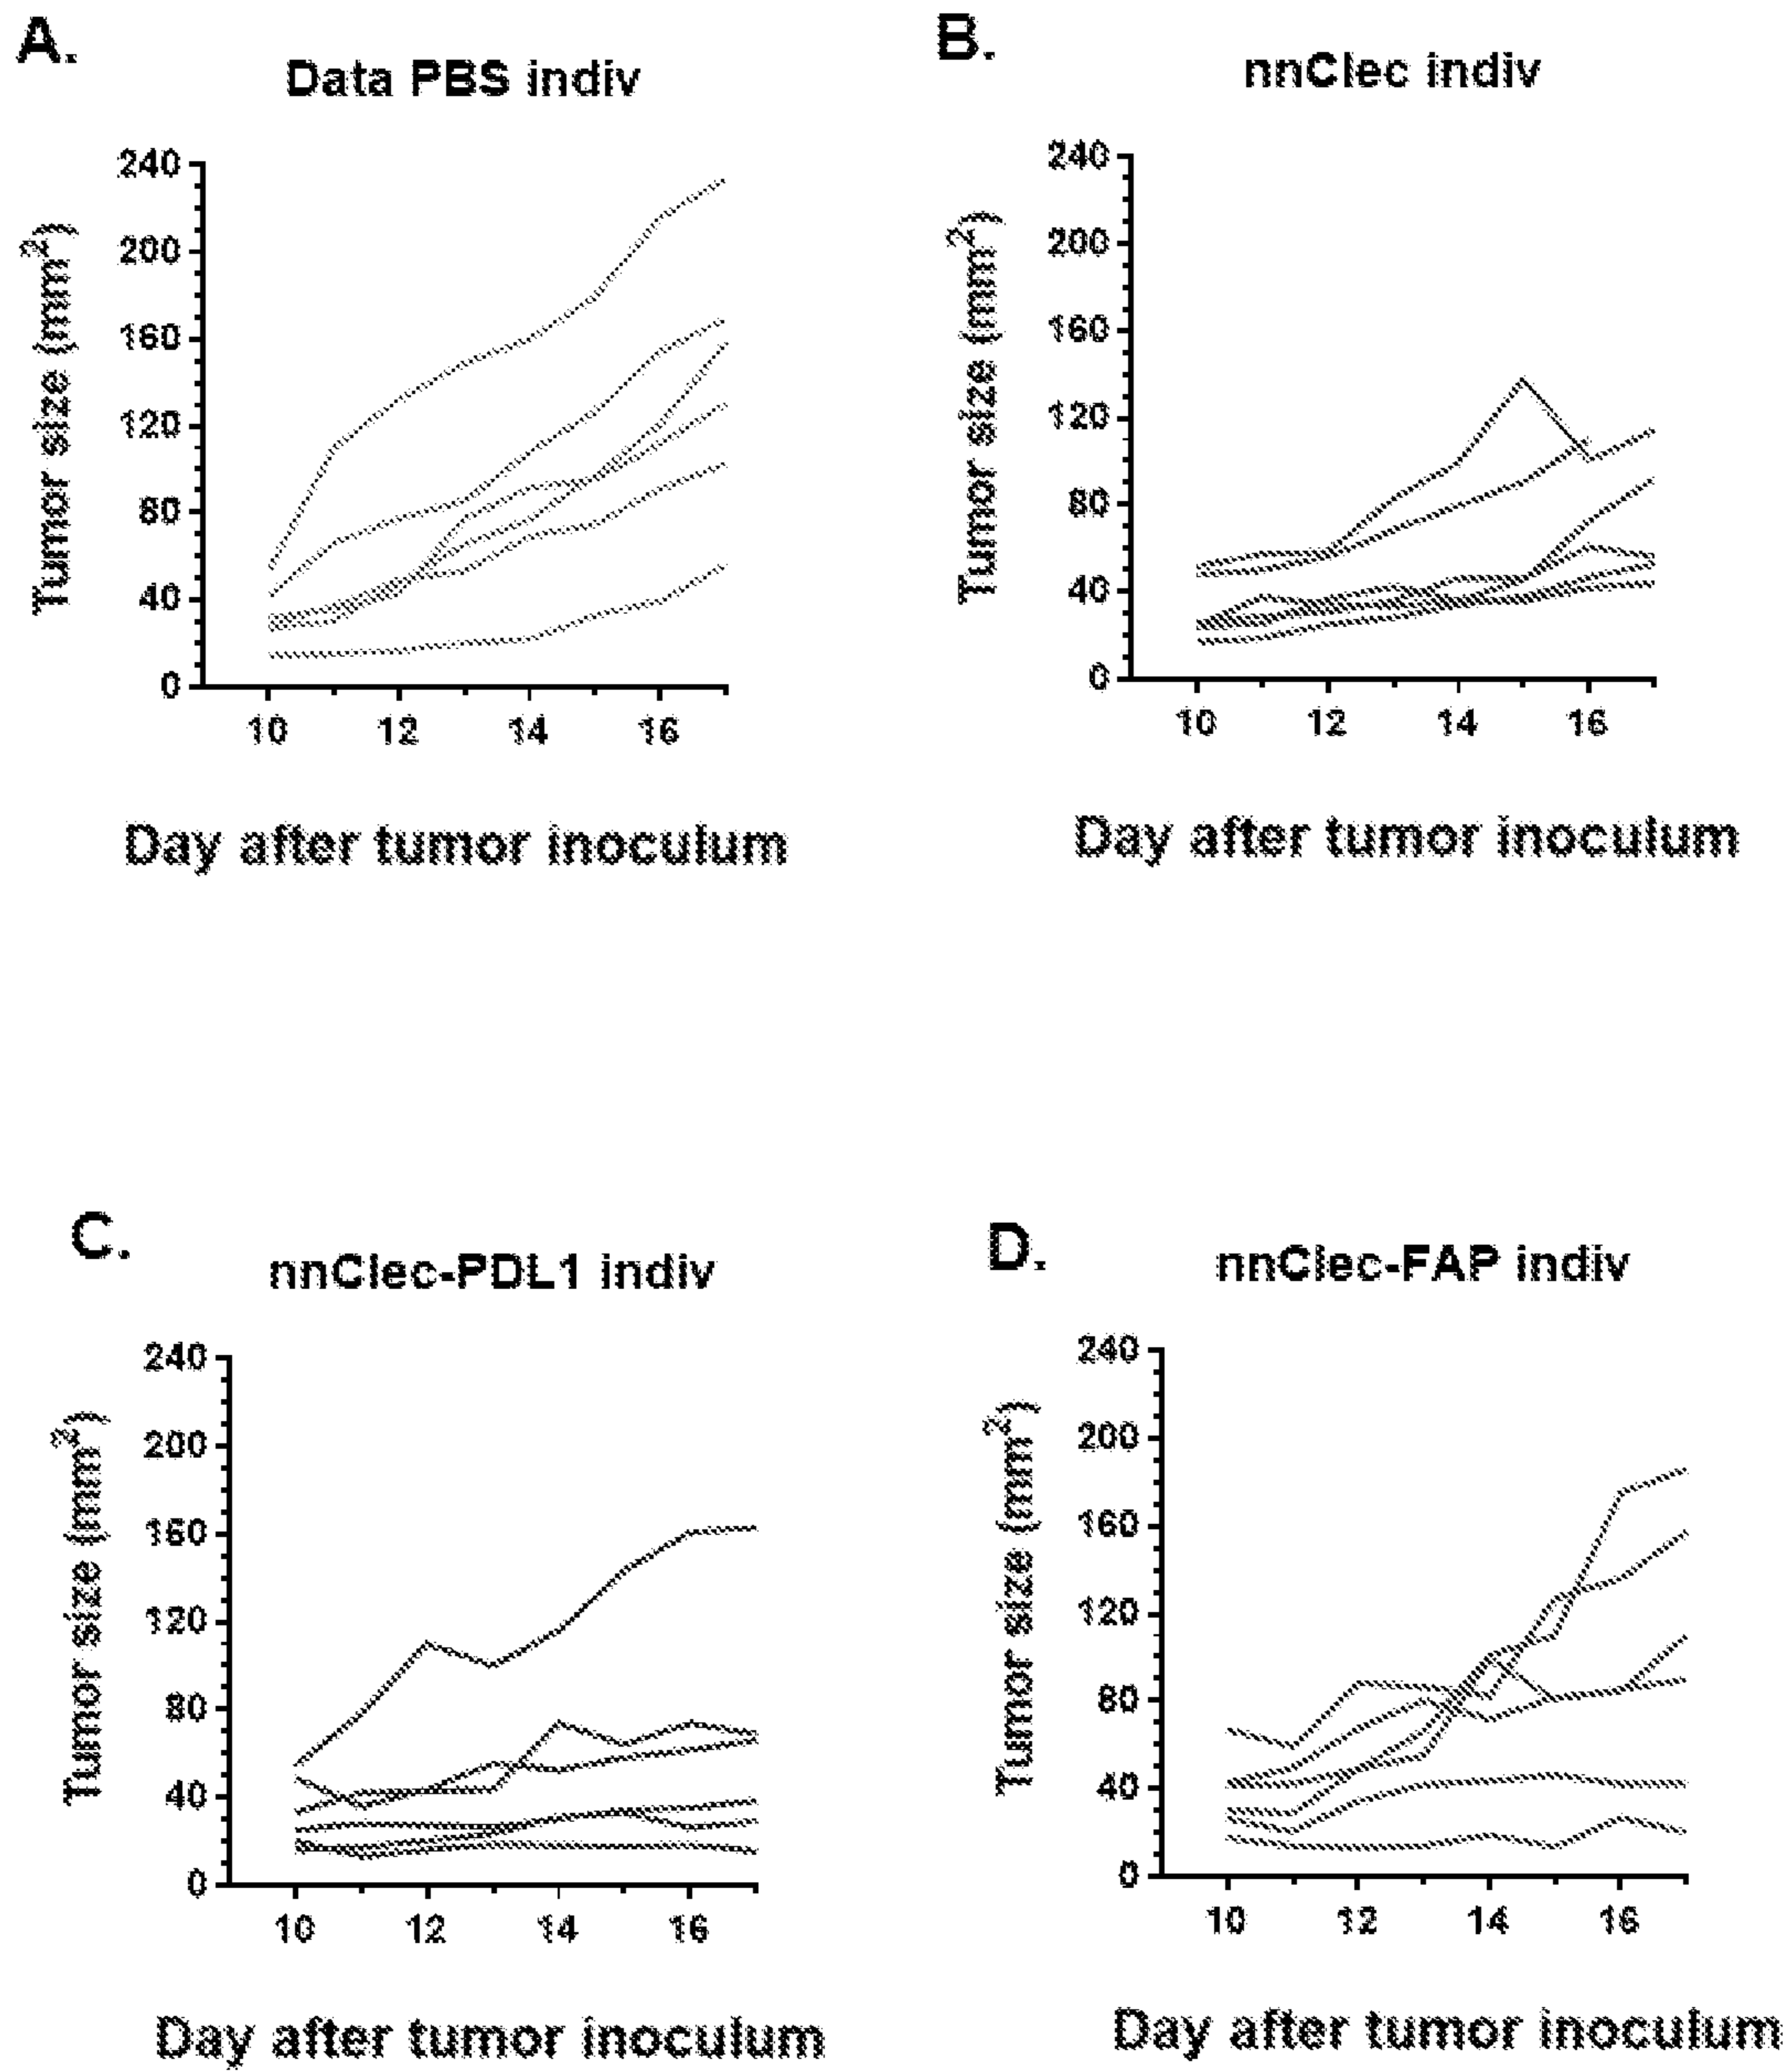 A.
Data PBS indiv
Tumor size (mm²)
240
200
160
120
80
40
0
10 12 14 16
Day after tumor inoculum
B.
nnClec indiv
Tumor size (mm²)
240
200
160
120
80
40
0
10 12 14 16
Day after tumor inoculum
C.
nnClec-PDL1 indiv
Tumor size (mm²)
240
200
160
120
80
40
0
10 12 14 16
Day after tumor inoculum
D.
nnClec-FAP indiv
Tumor size (mm²)
240
200
160
120
80
40
0
10 12 14 16
Day after tumor inoculum